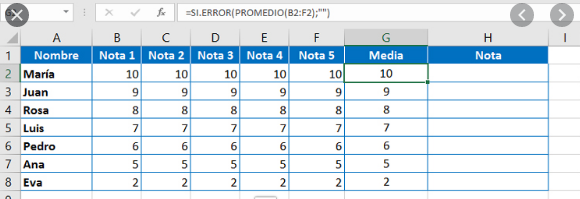 fx =SI.ERROR(PROMEDIO(B2:F2);"")
A B C D E F G H I
1 Nombre Nota 1 Nota 2 Nota 3 Nota 4 Nota 5 Media Nota
2 María 10 10 10 10 10 10
3 Juan 9 9 9 9 9 9
4 Rosa 8 8 8 8 8 8
5 Luis 7 7 7 7 7 7
6 Pedro 6 6 6 6 6 6
7 Ana 5 5 5 5 5 5
8 Eva 2 2 2 2 2 2